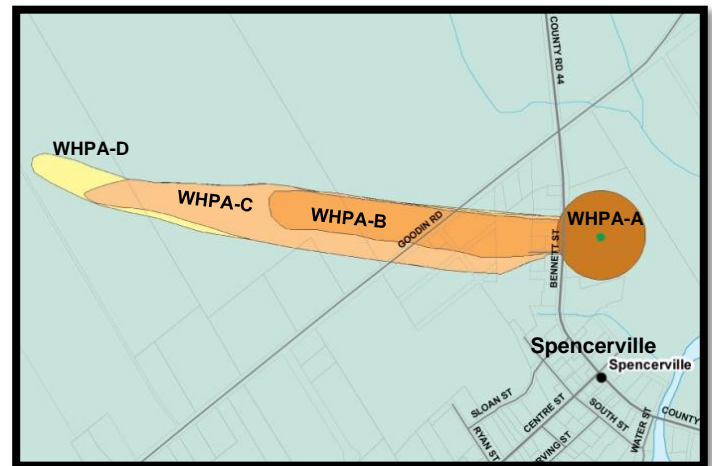 COUNTY RD 44
WHPA-D
WHPA-C
WHPA-B
WHPA-A
GOODIN RD
BENNETT ST
Spencerville
Spencerville
SLOAN ST
CENTRE ST
SOUTH ST
WATER ST
COUNTY
RYAN ST
IRVING ST